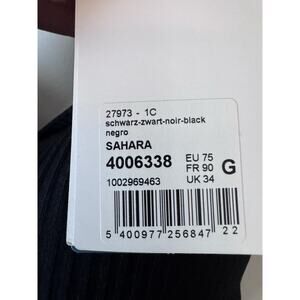 27973 - 1C
schwarz-zwart-noir-black
negro
SAHARA
4006338
1002969463
EU 75
FR 90
UK 34
G
5 400977 256847 22